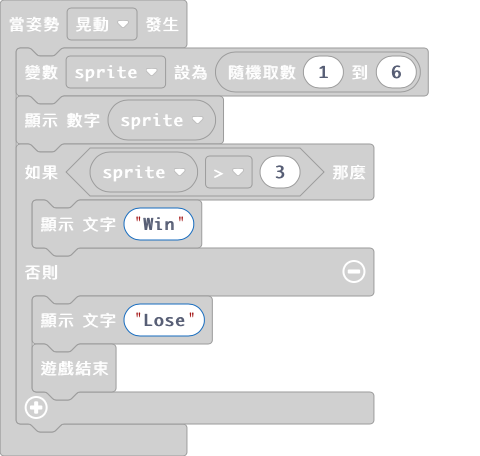 當姿勢 晃動 發生
變數 sprite 設為 隨機取數 1 到 6
顯示 數字 sprite
如果 sprite > 3 那麼
顯示 文字 "Win"
否則
顯示 文字 "Lose"
遊戲結束